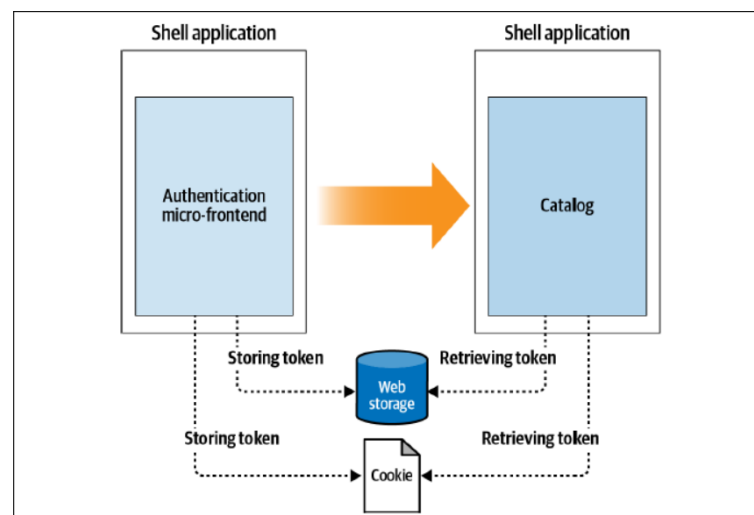 Shell application
Shell application
Authentication
micro-frontend
Catalog
Storing token
Retrieving token
Web
storage
Storing token
Retrieving token
Cookie